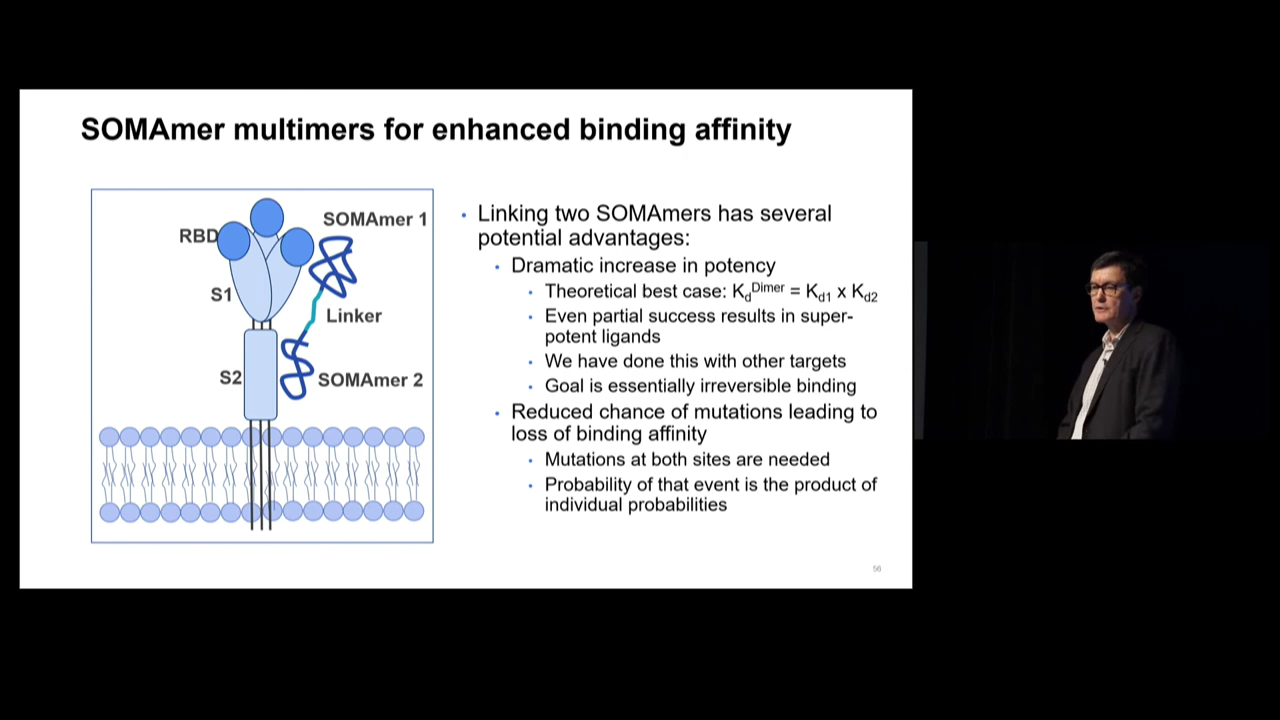 SOMAmer multimers for enhanced binding affinity
SOMAmer 1
RBD
S1
Linker
S2
SOMAmer 2
• Linking two SOMAmers has several
potential advantages:
• Dramatic increase in potency
• Theoretical best case: KdDimer = Kd1 x Kd2
• Even partial success results in super-
potent ligands
• We have done this with other targets
• Goal is essentially irreversible binding
• Reduced chance of mutations leading to
loss of binding affinity
• Mutations at both sites are needed
• Probability of that event is the product of
individual probabilities
56